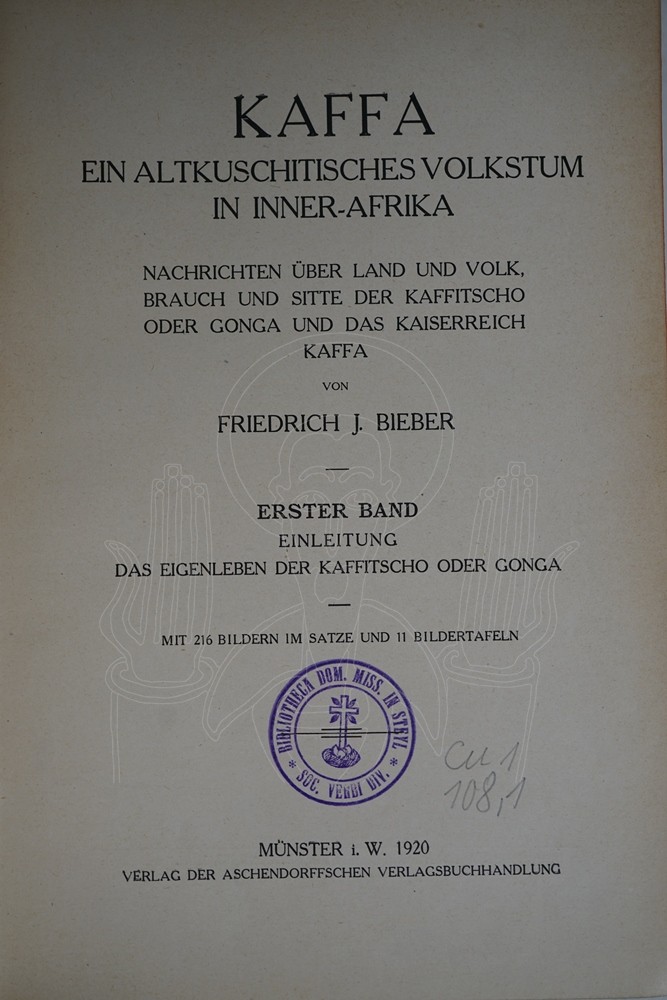 KAFFA
EIN ALTKUSCHITISCHES VOLKSTUM
IN INNER-AFRIKA
NACHRICHTEN ÜBER LAND UND VOLK,
BRAUCH UND SITTE DER KAFFITSCHO
ODER GONGA UND DAS KAISERREICH
KAFFA
VON
FRIEDRICH J. BIEBER
ERSTER BAND
EINLEITUNG
DAS EIGENLEBEN DER KAFFITSCHO ODER GONGA
MIT 216 BILDERN IM SATZE UND 11 BILDERTAFELN
BIBLIOTHECA DOM. MISS. IN STEYL
* SOC. VERBI DIV. *
CU 1
108,1
MÜNSTER i. W. 1920
VERLAG DER ASCHENDORFFSCHEN VERLAGSBUCHHANDLUNG